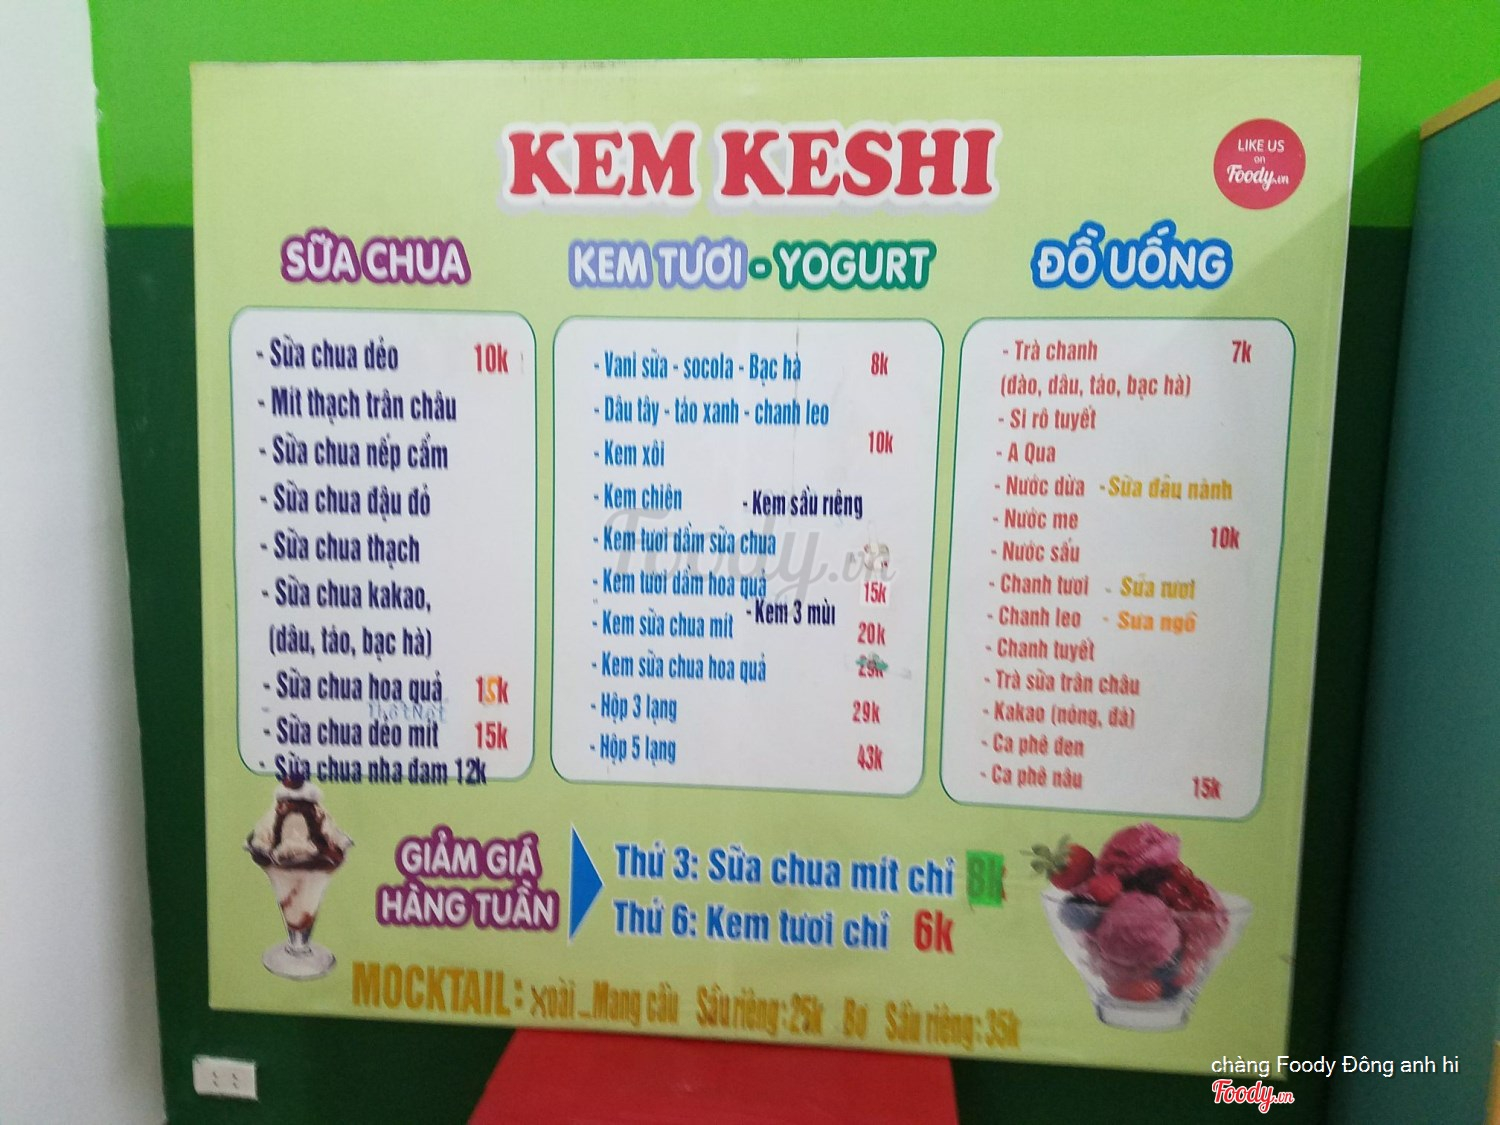 KEM KESHI
LIKE US
on
Foody.vn
SỮA CHUA
- Sữa chua dẻo 10k
- Mít thạch trân châu
- Sữa chua nếp cẩm
- Sữa chua đậu đỏ
- Sữa chua thạch
- Sữa chua kakao,
(dâu, táo, bạc hà)
- Sữa chua hoa quả 15k
- Sữa chua dẻo mít 15k
- Sữa chua nha đam 12k
KEM TƯƠI - YOGURT
- Vani sữa - socola - Bạc hà 8k
- Dâu tây - táo xanh - chanh leo
10k
- Kem xôi
- Kem chiên - Kem sầu riêng
- Kem tươi dầm sữa chua
- Kem tươi dầm hoa quả 15k
- Kem 3 mùi
- Kem sữa chua mít 20k
- Kem sữa chua hoa quả
- Hộp 3 lạng 29k
- Hộp 5 lạng 43k
Foody.vn
ĐỒ UỐNG
- Trà chanh 7k
(đào, dâu, táo, bạc hà)
- Si rô tuyết
- A Qua
- Nước dừa - Sữa đậu nành
- Nước me
10k
- Nước sấu
- Chanh tươi - Sữa tươi
- Chanh leo - Sữa ngô
- Chanh tuyết
- Trà sữa trân châu
- Kakao (nóng, đá)
- Ca phê đen
- Ca phê nâu 15k
GIẢM GIÁ
HÀNG TUẦN
Thứ 3: Sữa chua mít chỉ 8k
Thứ 6: Kem tươi chỉ 6k
MOCKTAIL: Xoài _ Mang cầu Sầu riêng: 25k Bơ Sầu riêng: 35k
chàng Foody Đông anh hi
Foody.vn